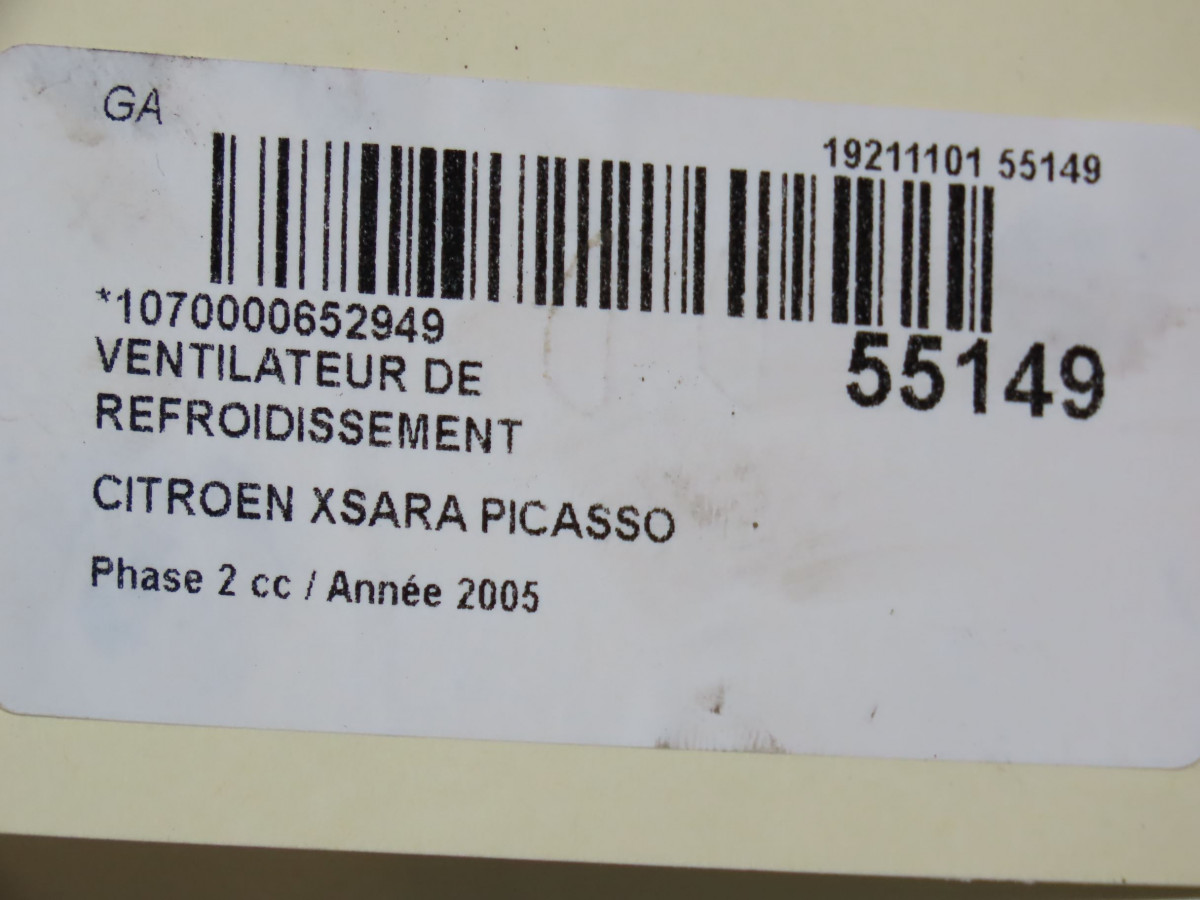 GA
19211101 55149
*1070000652949
55149
VENTILATEUR DE
REFROIDISSEMENT
CITROEN XSARA PICASSO
Phase 2 cc / Année 2005